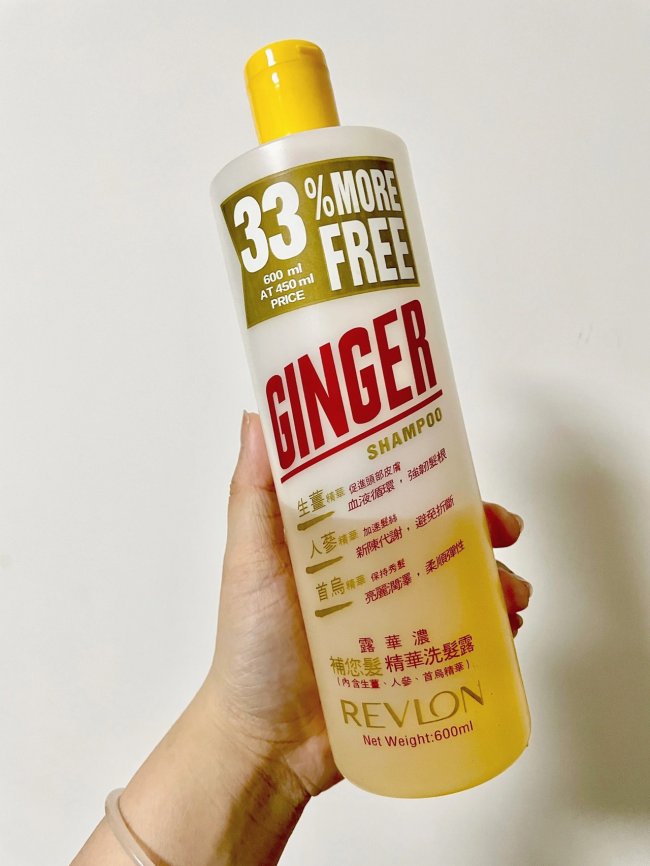 33%MORE
FREE
600 ml
AT 450 ml
PRICE
GINGER
SHAMPOO
生薑精華 促進頭部皮膚
血液循環，強韌髮根
人蔘精華 加速髮絲
新陳代謝，避免折斷
首烏精華 保持秀髮
亮麗潤澤，柔順彈性
露華濃
補您髮精華洗髮露
(內含生薑、人參、首烏精華)
REVLON
Net Weight:600ml